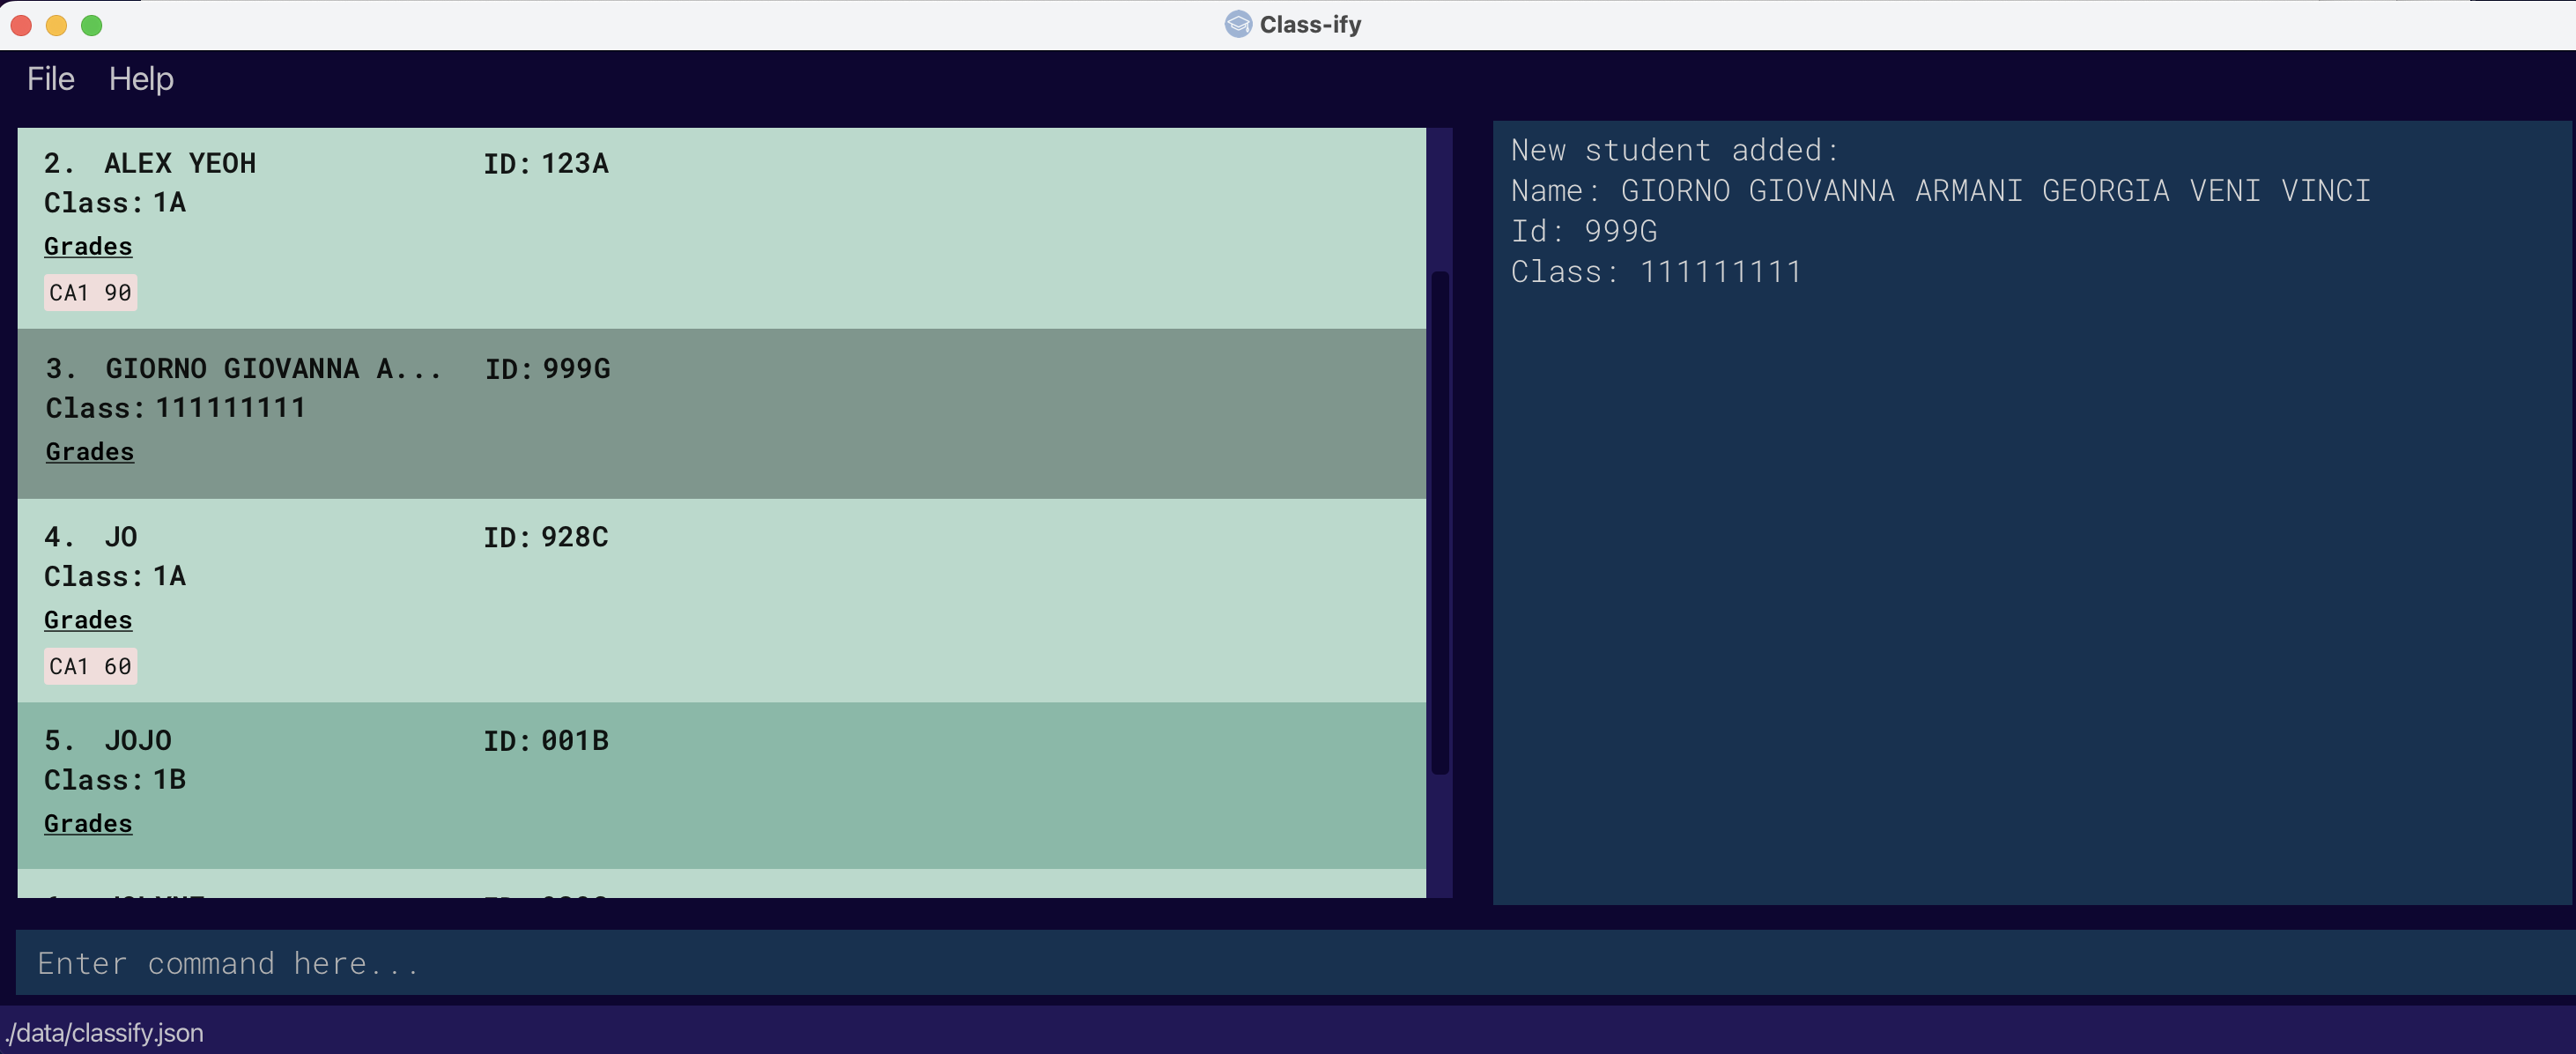 Class-ify
File Help
2. ALEX YEOH ID: 123A
Class: 1A
Grades
CA1 90
3. GIORNO GIOVANNA A... ID: 999G
Class: 111111111
Grades
4. JO ID: 928C
Class: 1A
Grades
CA1 60
5. JOJO ID: 001B
Class: 1B
Grades
New student added:
Name: GIORNO GIOVANNA ARMANI GEORGIA VENI VINCI
Id: 999G
Class: 111111111
Enter command here...
./data/classify.json